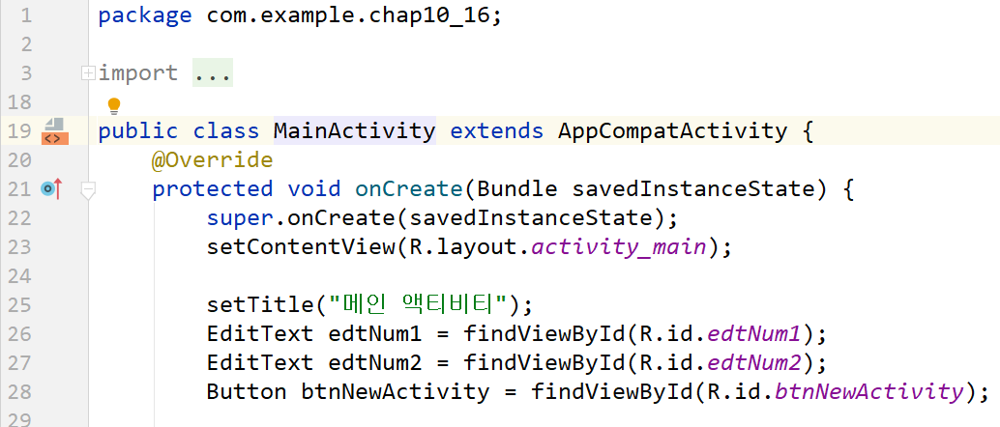 1 package com.example.chap10_16;
2
3 import ...
18
19 public class MainActivity extends AppCompatActivity {
20 @Override
21 protected void onCreate(Bundle savedInstanceState) {
22 super.onCreate(savedInstanceState);
23 setContentView(R.layout.activity_main);
24
25 setTitle("메인 액티비티");
26 EditText edtNum1 = findViewById(R.id.edtNum1);
27 EditText edtNum2 = findViewById(R.id.edtNum2);
28 Button btnNewActivity = findViewById(R.id.btnNewActivity);
29